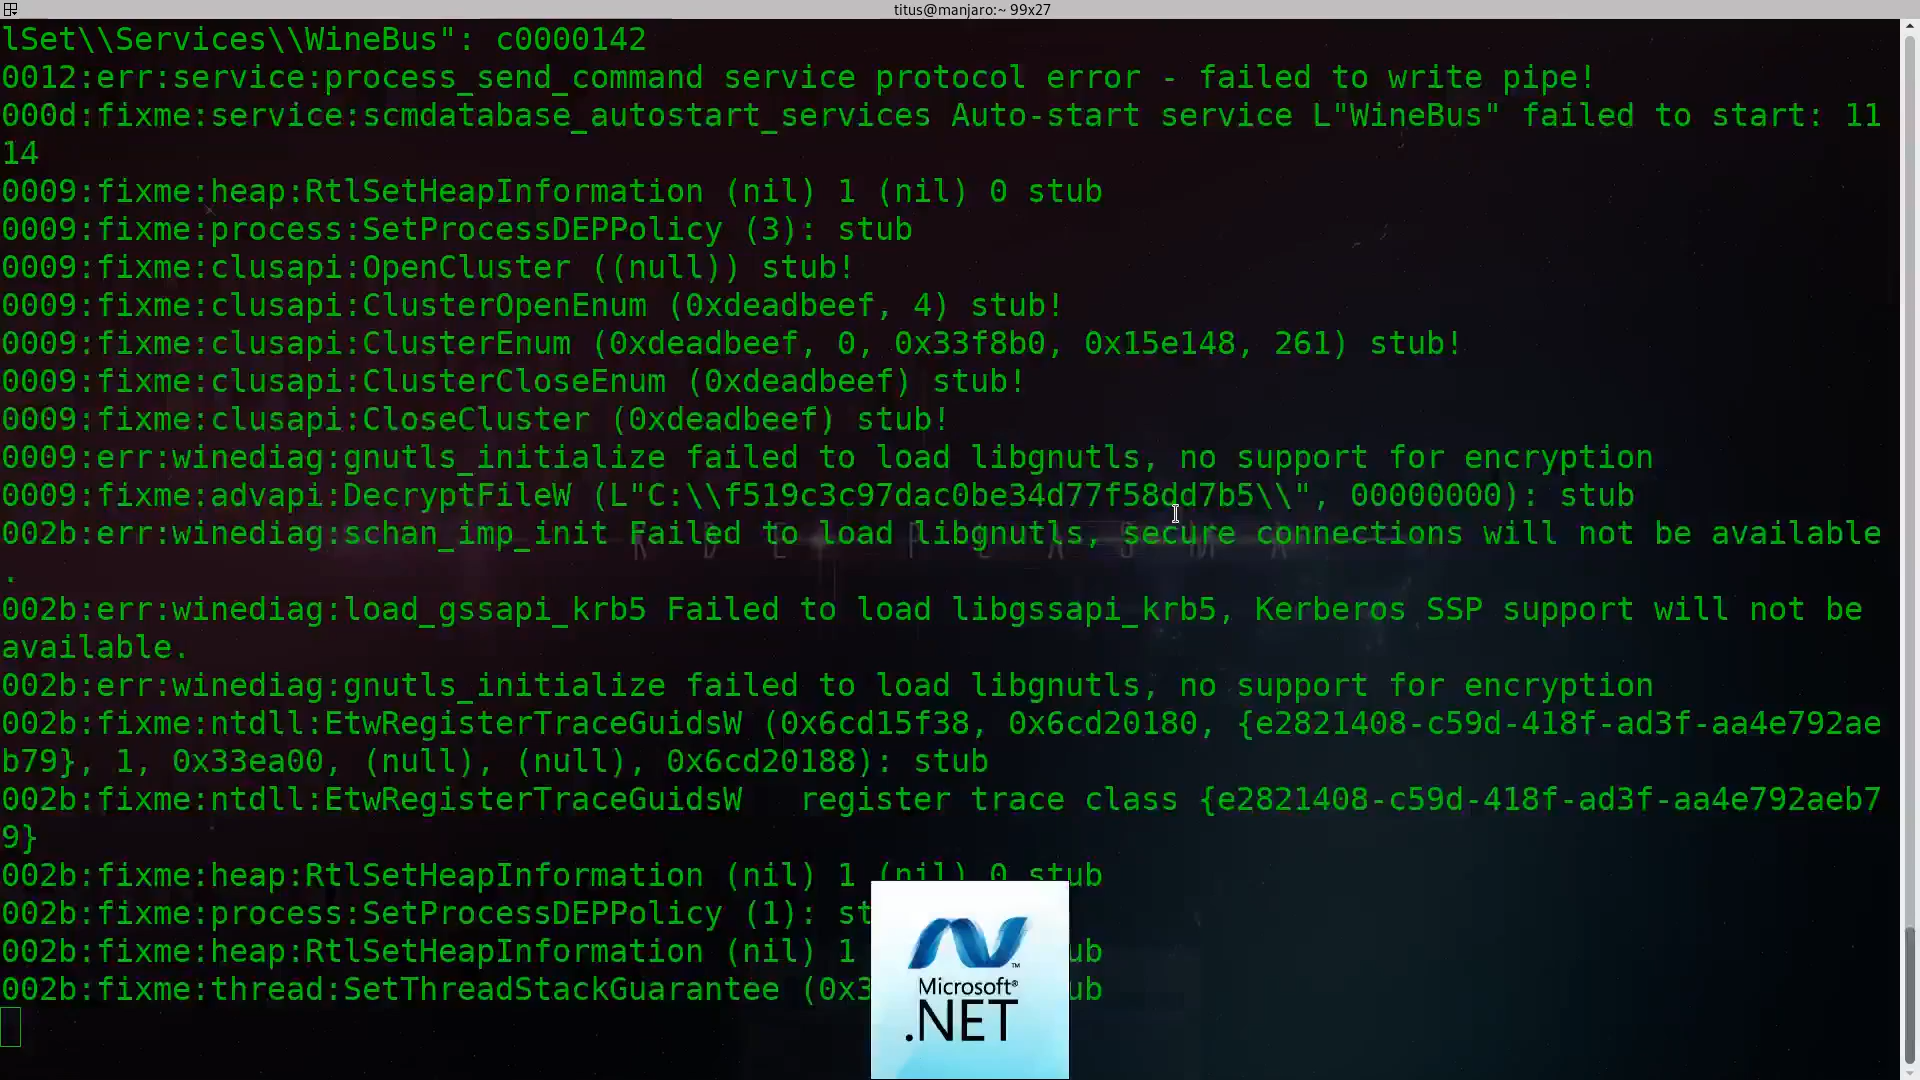 titus@manjaro:~ 99x27
lSet\\Services\\WineBus": c0000142
0012:err:service:process_send_command service protocol error - failed to write pipe!
000d:fixme:service:scmdatabase_autostart_services Auto-start service L"WineBus" failed to start: 11
14
0009:fixme:heap:RtlSetHeapInformation (nil) 1 (nil) 0 stub
0009:fixme:process:SetProcessDEPPolicy (3): stub
0009:fixme:clusapi:OpenCluster ((null)) stub!
0009:fixme:clusapi:ClusterOpenEnum (0xdeadbeef, 4) stub!
0009:fixme:clusapi:ClusterEnum (0xdeadbeef, 0, 0x33f8b0, 0x15e148, 261) stub!
0009:fixme:clusapi:ClusterCloseEnum (0xdeadbeef) stub!
0009:fixme:clusapi:CloseCluster (0xdeadbeef) stub!
0009:err:winediag:gnutls_initialize failed to load libgnutls, no support for encryption
0009:fixme:advapi:DecryptFileW (L"C:\\f519c3c97dac0be34d77f58dd7b5\\", 00000000): stub
002b:err:winediag:schan_imp_init Failed to load libgnutls, secure connections will not be available
.
002b:err:winediag:load_gssapi_krb5 Failed to load libgssapi_krb5, Kerberos SSP support will not be
available.
002b:err:winediag:gnutls_initialize failed to load libgnutls, no support for encryption
002b:fixme:ntdll:EtwRegisterTraceGuidsW (0x6cd15f38, 0x6cd20180, {e2821408-c59d-418f-ad3f-aa4e792ae
b79}, 1, 0x33ea00, (null), (null), 0x6cd20188): stub
002b:fixme:ntdll:EtwRegisterTraceGuidsW   register trace class {e2821408-c59d-418f-ad3f-aa4e792aeb7
9}
002b:fixme:heap:RtlSetHeapInformation (nil) 1 (nil) 0 stub
002b:fixme:process:SetProcessDEPPolicy (1): st
002b:fixme:heap:RtlSetHeapInformation (nil) 1 ub
002b:fixme:thread:SetThreadStackGuarantee (0x3 ub
Microsoft®
.NET